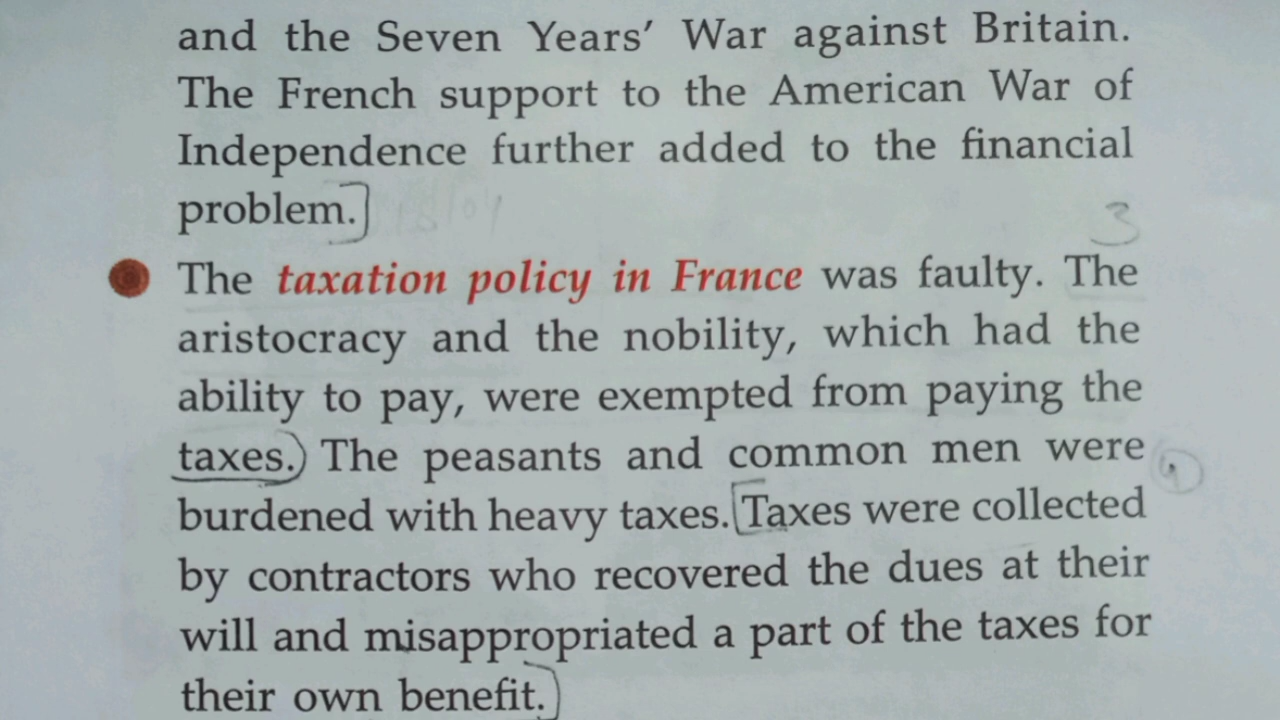 and the Seven Years' War against Britain.
The French support to the American War of
Independence further added to the financial
problem.
3
The taxation policy in France was faulty. The
aristocracy and the nobility, which had the
ability to pay, were exempted from paying the
taxes. The peasants and common men were
burdened with heavy taxes. Taxes were collected
by contractors who recovered the dues at their
will and misappropriated a part of the taxes for
their own benefit.